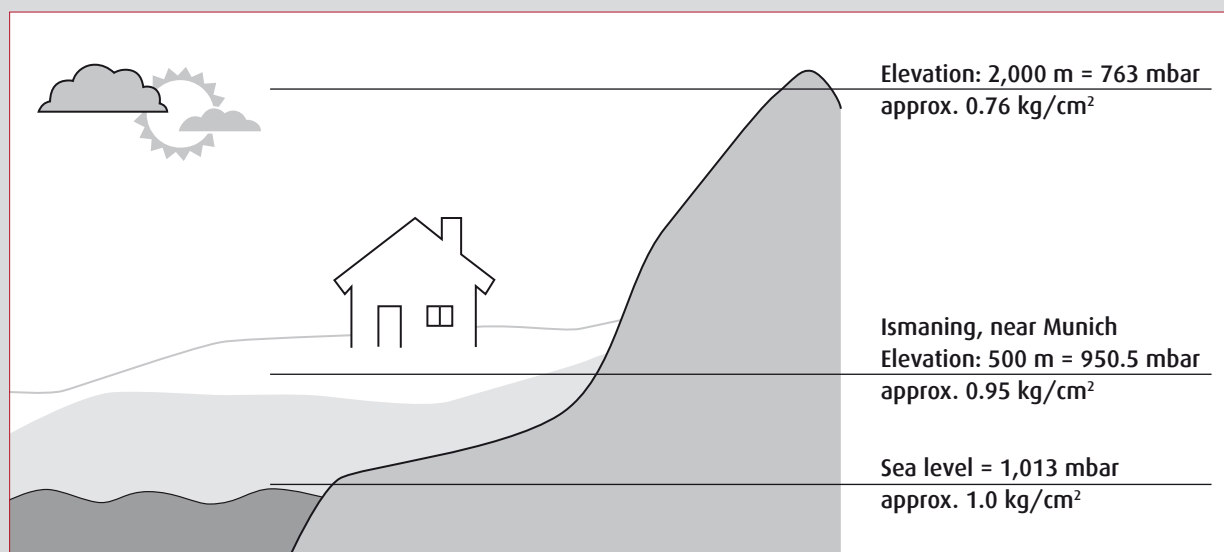 Elevation: 2,000 m = 763 mbar
approx. 0.76 kg/cm²
Ismaning, near Munich
Elevation: 500 m = 950.5 mbar
approx. 0.95 kg/cm²
Sea level = 1,013 mbar
approx. 1.0 kg/cm²